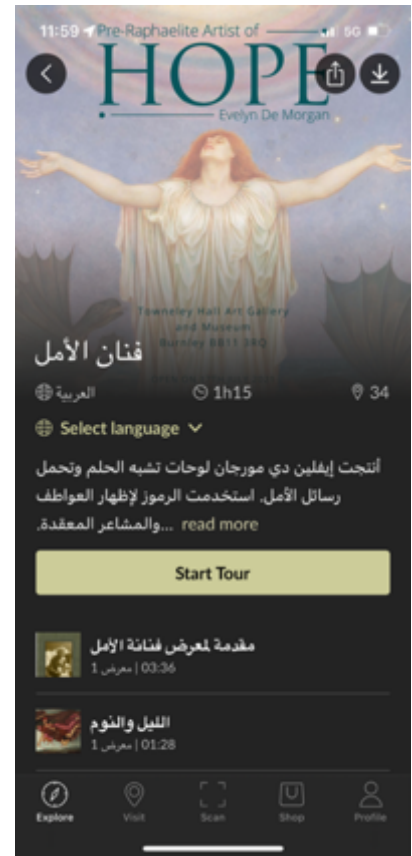 11:59
Pre-Raphaelite Artist of
5G
HOPE
Evelyn De Morgan
Towneley Hall Art Gallery
and Museum
Burnley BB11 3RQ
فنان الأمل
العربية
1h15
34
Select language
أنتجت إيفلين دي مورجان لوحات تشبه الحلم وتحمل
رسائل الأمل. استخدمت الرموز لإظهار العواطف
والمشاعر المعقدة... read more
Start Tour
مقدمة لمعرض فنانة الأمل
03:36 | معرض 1
الليل والنوم
01:28 | معرض 1
Explore
Visit
Scan
Shop
Profile